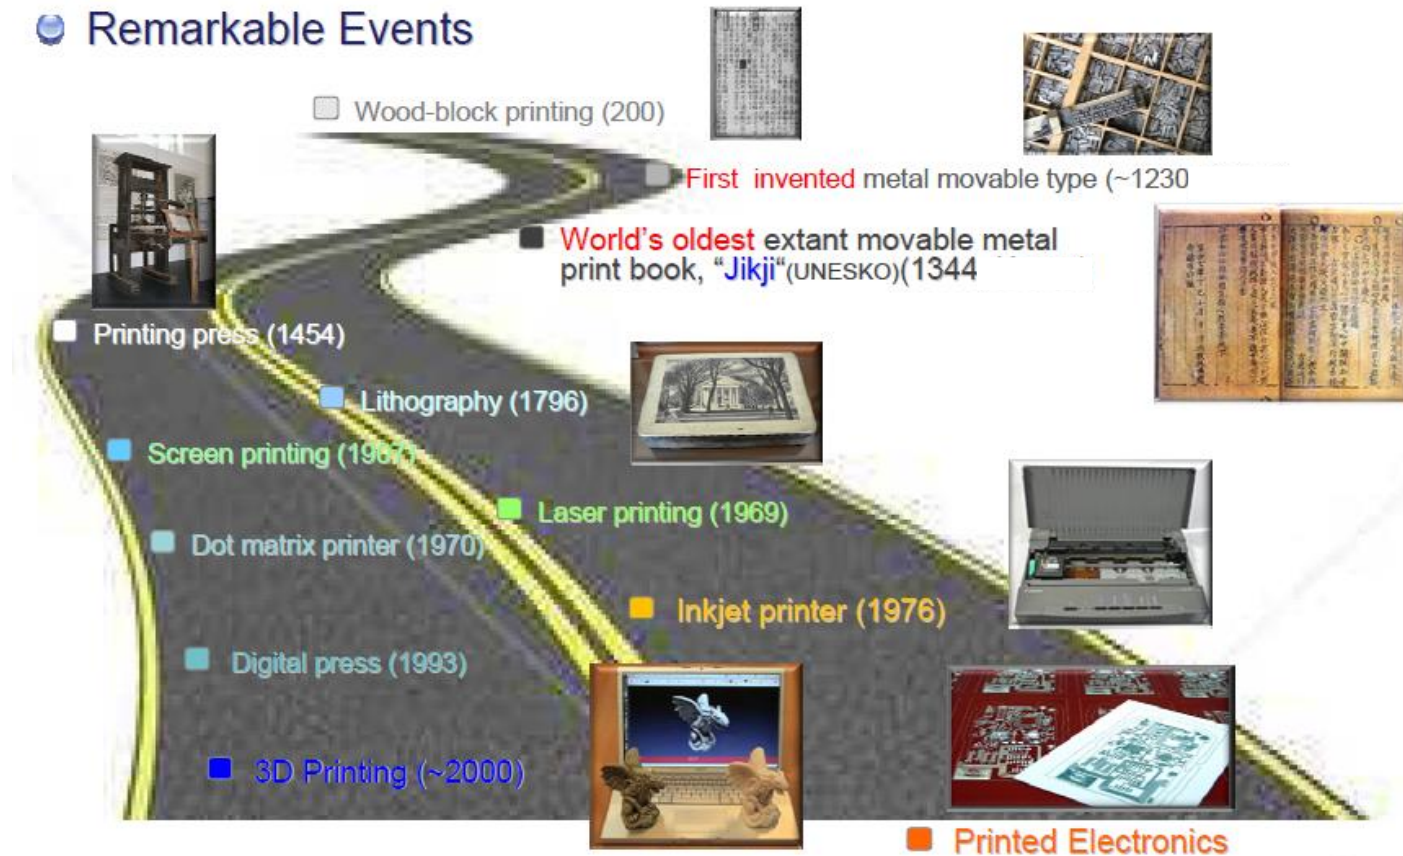 Remarkable Events
Wood-block printing (200)
First invented metal movable type (~1230
World's oldest extant movable metal
print book, “Jikji“(UNESKO)(1344
Printing press (1454)
Lithography (1796)
Screen printing (1907)
Laser printing (1969)
Dot matrix printer (1970)
Inkjet printer (1976)
Digital press (1993)
3D Printing (~2000)
Printed Electronics